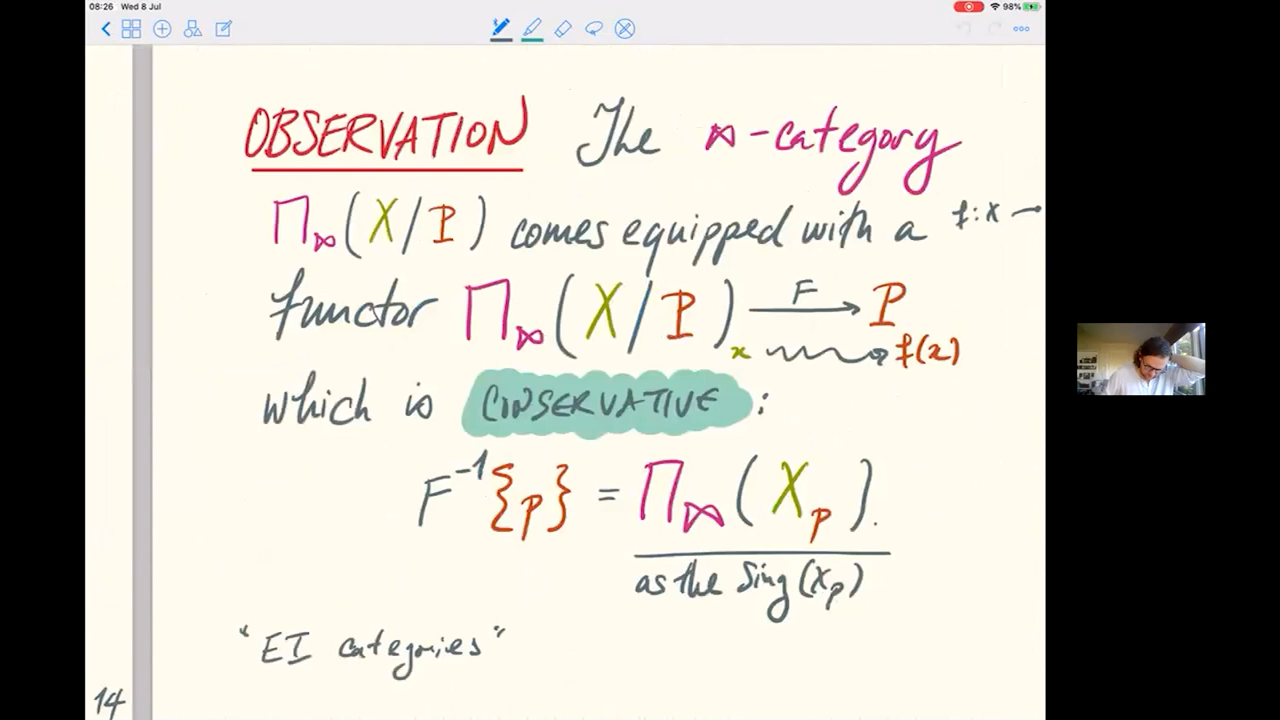 08:26 Wed 8 Jul 98%
OBSERVATION The ∞-category
Π∞(X/P) comes equipped with a f:X→
functor Π∞(X/P) F→ P
x ⇝ f(x)
which is CONSERVATIVE :
F⁻¹{p} = Π∞(Xp).
as the Sing(Xp)
"EI categories"
14